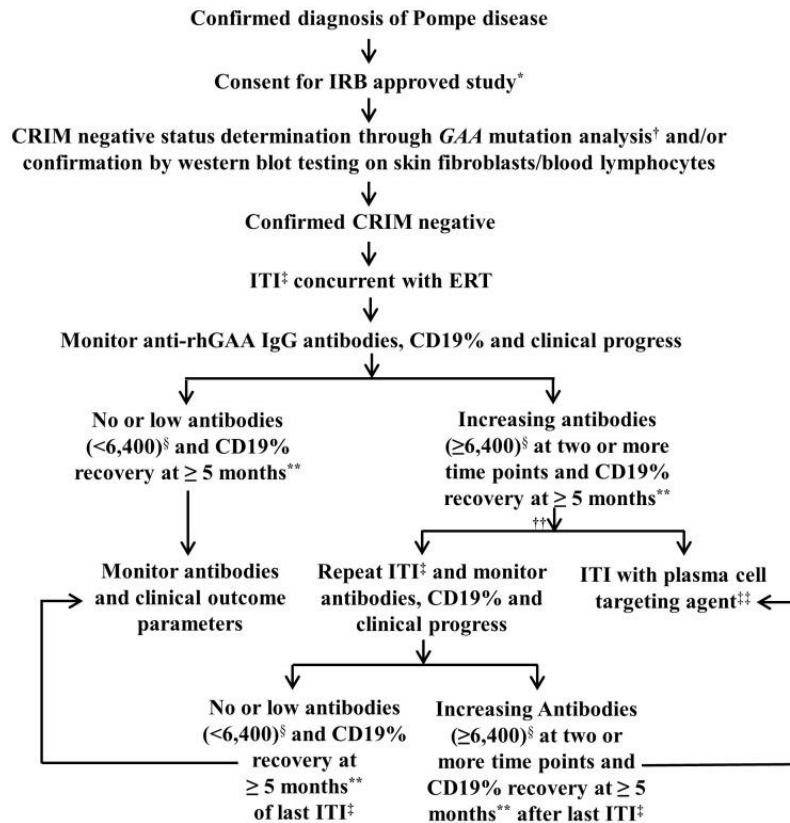 Confirmed diagnosis of Pompe disease
Consent for IRB approved study*
CRIM negative status determination through GAA mutation analysis† and/or
confirmation by western blot testing on skin fibroblasts/blood lymphocytes
Confirmed CRIM negative
ITI‡ concurrent with ERT
Monitor anti-rhGAA IgG antibodies, CD19% and clinical progress
No or low antibodies
(<6,400)§ and CD19%
recovery at ≥ 5 months**
Increasing antibodies
(≥6,400)§ at two or more
time points and CD19%
recovery at ≥ 5 months**
††
Monitor antibodies
and clinical outcome
parameters
Repeat ITI‡ and monitor
antibodies, CD19% and
clinical progress
ITI with plasma cell
targeting agent‡‡
No or low antibodies
(<6,400)§ and CD19%
recovery at
≥ 5 months**
of last ITI‡
Increasing Antibodies
(≥6,400)§ at two or
more time points and
CD19% recovery at ≥ 5
months** after last ITI‡